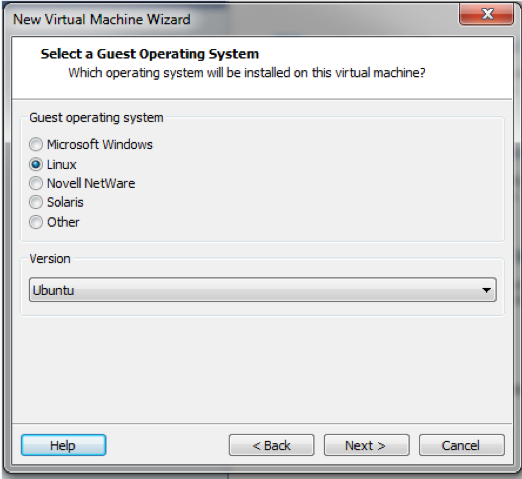 New Virtual Machine Wizard
Select a Guest Operating System
Which operating system will be installed on this virtual machine?
Guest operating system
Microsoft Windows
Linux
Novell NetWare
Solaris
Other
Version
Ubuntu
Help
< Back
Next >
Cancel